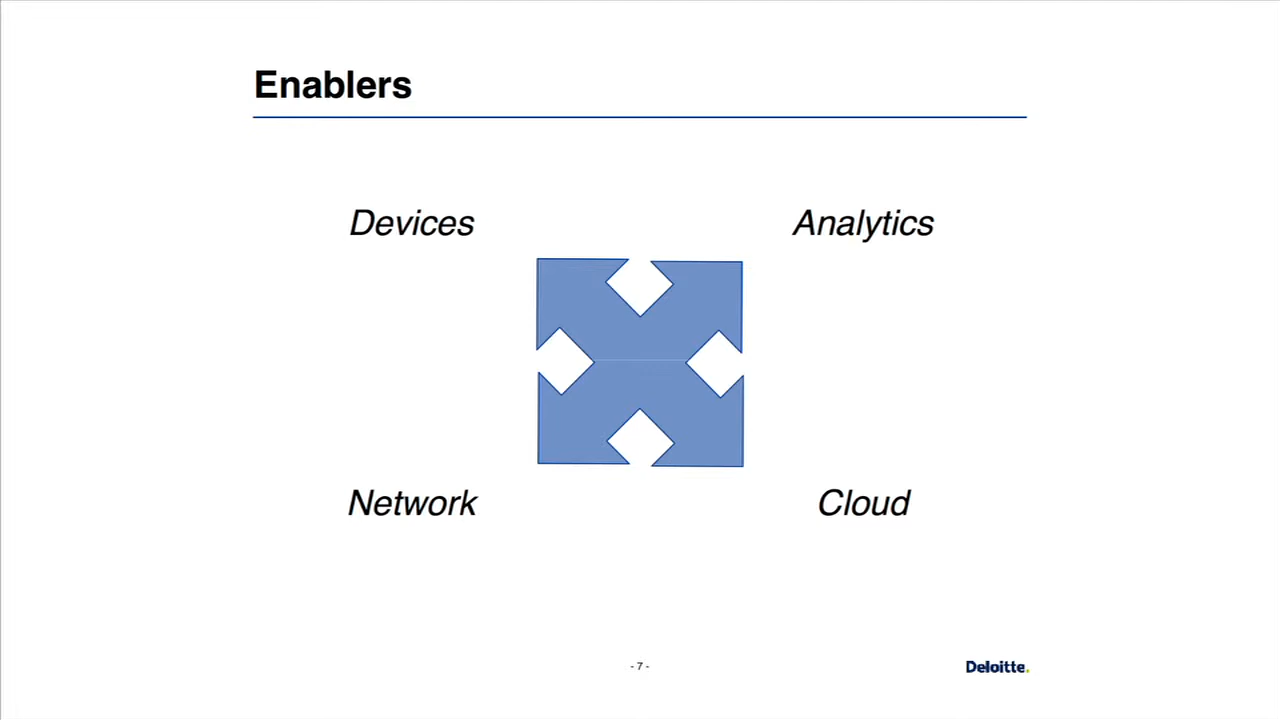 Enablers
Devices
Analytics
Network
Cloud
- 7 -
Deloitte.